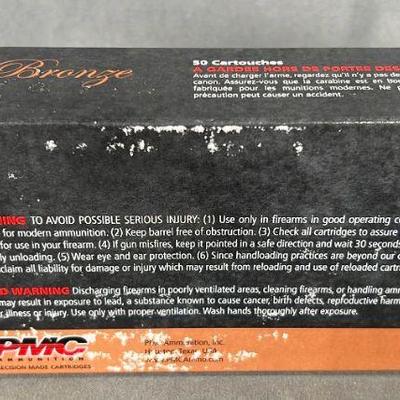 Bronze
50 Cartouches
A GARDER HORS DE PORTEE DES
Avant de charger l'arme, regardez qu'il n'y a pas de
canon. Assurez-vous que la carabine est en bon
fabriquée pour les munitions modernes. Ne
précaution peut causer un accident.
TO AVOID POSSIBLE SERIOUS INJURY: (1) Use only in firearms in good operating
for modern ammunition. (2) Keep barrel free of obstruction. (3) Check all cartridges to assure
for use in your firearm. (4) If gun misfires, keep it pointed in a safe direction and wait 30 seconds
unloading. (5) Wear eye and ear protection. (6) Since handloading practices are beyond our
claim all liability for damage or injury which may result from reloading and use of reloaded
WARNING Discharging firearms in poorly ventilated areas, cleaning firearms, or handling
may result in exposure to lead, a substance known to cause cancer, birth defects, reproductive
or illness or injury. Use only with proper ventilation. Wash hands thoroughly after exposure.
PMC
AMMUNITION
PRECISION MADE CARTRIDGES
Ammunition, Inc.
Texas, USA